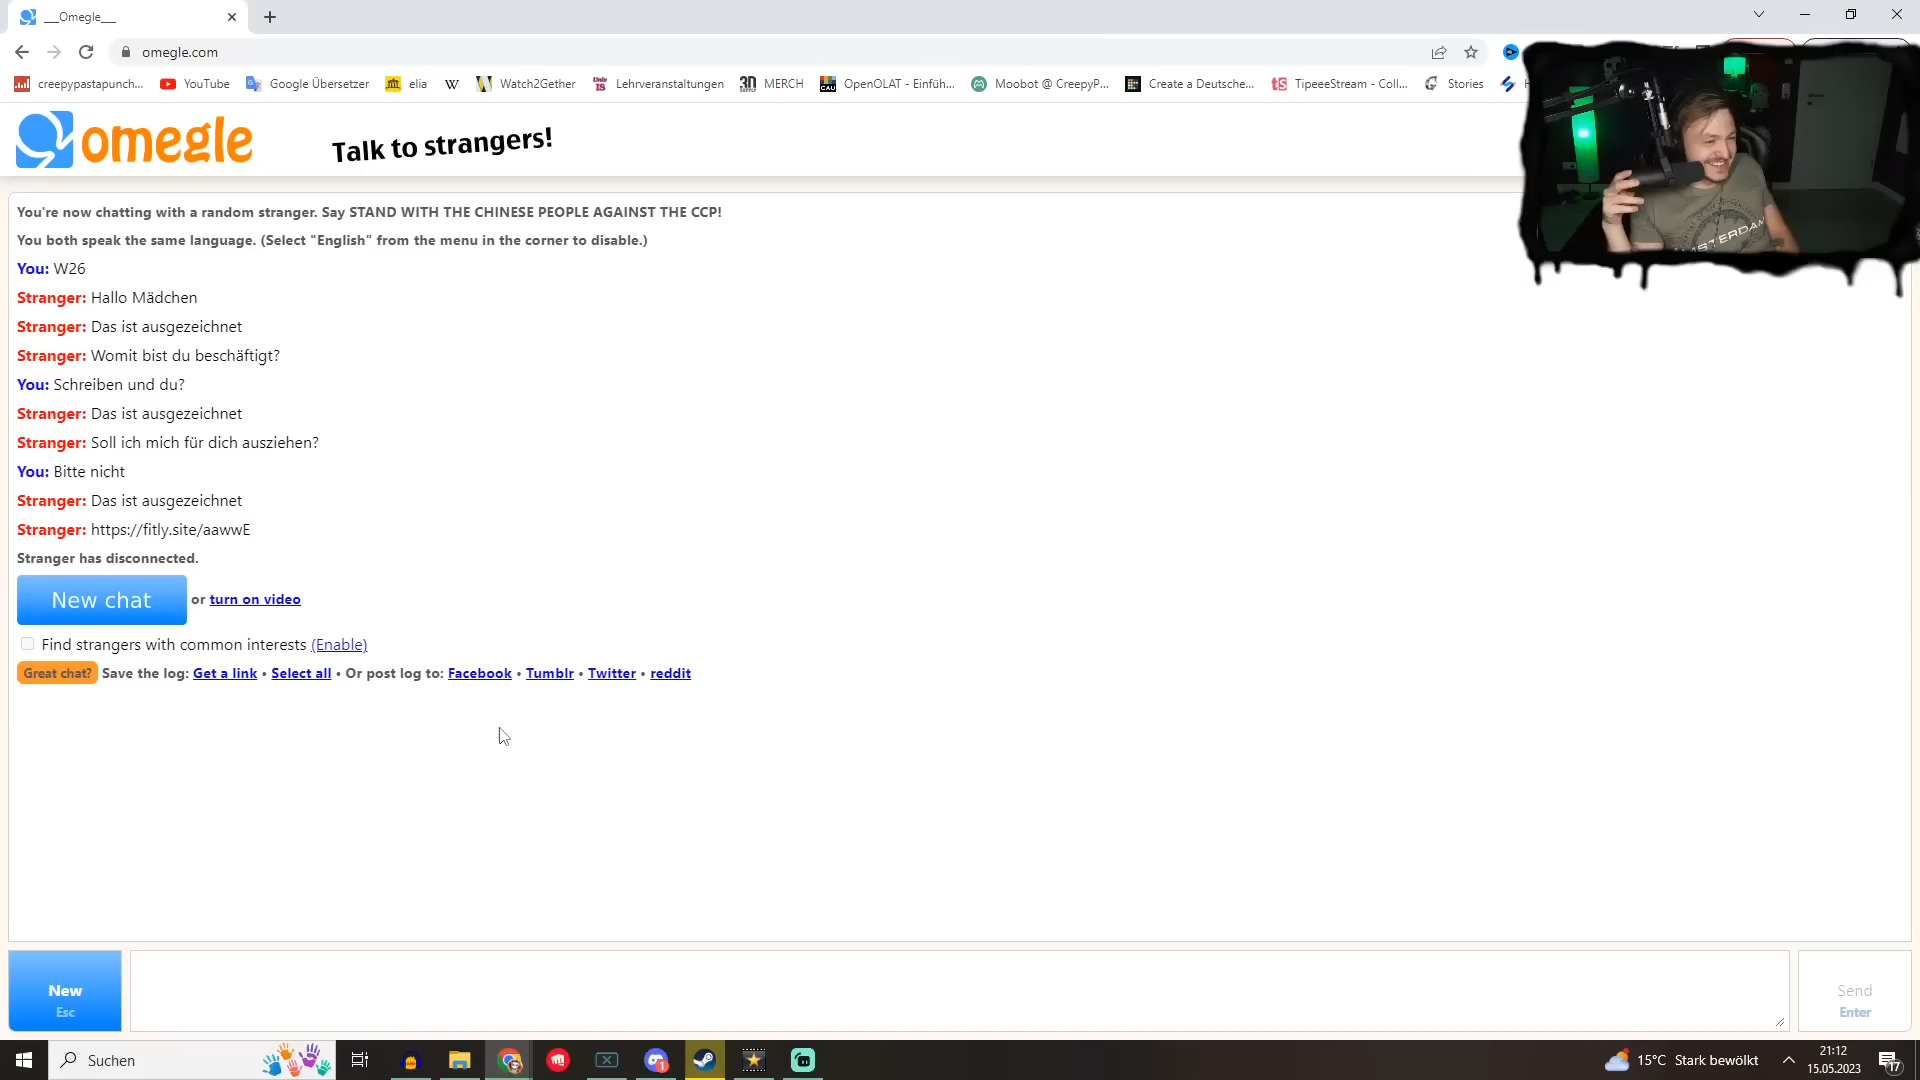 __Omegle__
omegle.com
creepypastapunch...
YouTube
Google Übersetzer
elia
W
Watch2Gether
Lehrveranstaltungen
MERCH
OpenOLAT - Einfüh...
Moobot @ CreepyP...
Create a Deutsche...
TipeeeStream - Coll...
Stories
omegle
Talk to strangers!
You're now chatting with a random stranger. Say STAND WITH THE CHINESE PEOPLE AGAINST THE CCP!
You both speak the same language. (Select "English" from the menu in the corner to disable.)
You: W26
Stranger: Hallo Mädchen
Stranger: Das ist ausgezeichnet
Stranger: Womit bist du beschäftigt?
You: Schreiben und du?
Stranger: Das ist ausgezeichnet
Stranger: Soll ich mich für dich ausziehen?
You: Bitte nicht
Stranger: Das ist ausgezeichnet
Stranger: https://fitly.site/aawwE
Stranger has disconnected.
New chat or turn on video
Find strangers with common interests (Enable)
Great chat? Save the log: Get a link • Select all • Or post log to: Facebook • Tumblr • Twitter • reddit
New
Esc
Send
Enter
Suchen
15°C Stark bewölkt
21:12
15.05.2023
17